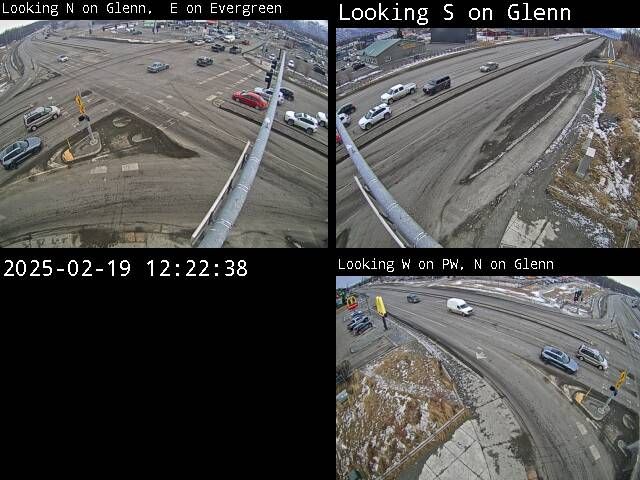 Looking N on Glenn,  E on Evergreen
Looking S on Glenn
2025-02-19 12:22:38
Looking W on PW, N on Glenn